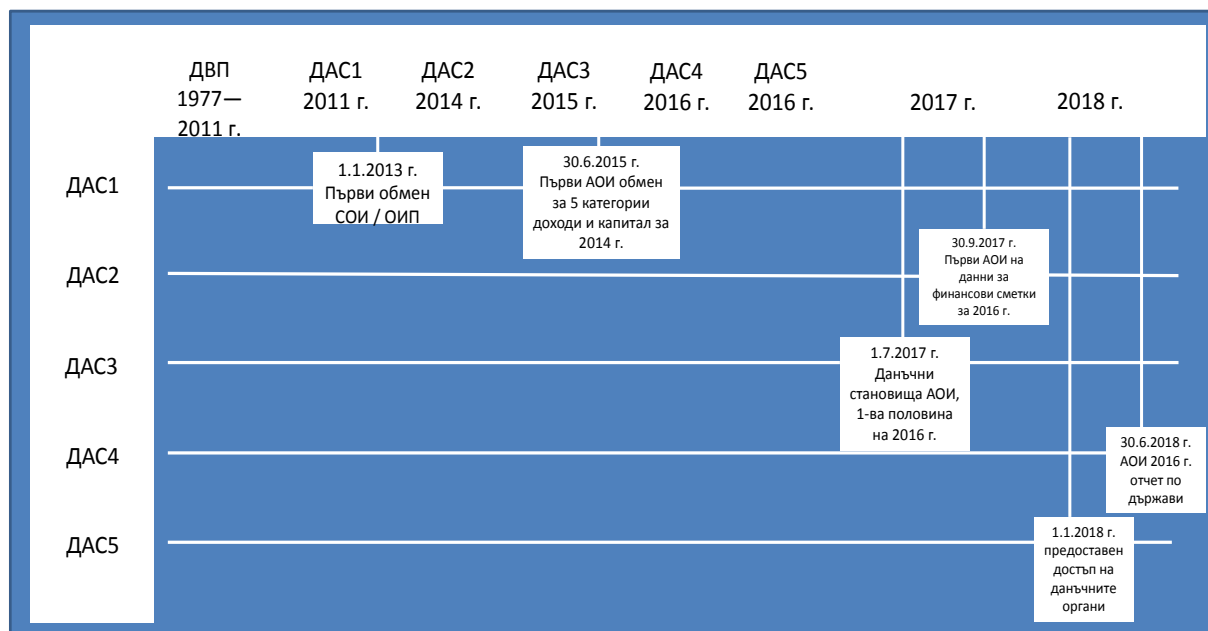 ДВП
1977—
2011 г.
ДАС1
2011 г.
ДАС2
2014 г.
ДАС3
2015 г.
ДАС4
2016 г.
ДАС5
2016 г.
2017 г.
2018 г.
ДАС1
1.1.2013 г.
Първи обмен
СОИ / ОИП
30.6.2015 г.
Първи АОИ обмен
за 5 категории
доходи и капитал за
2014 г.
ДАС2
30.9.2017 г.
Първи АОИ на
данни за
финансови сметки
за 2016 г.
ДАС3
1.7.2017 г.
Данъчни
становища АОИ,
1-ва половина
на 2016 г.
ДАС4
30.6.2018 г.
АОИ 2016 г.
отчет по
държави
ДАС5
1.1.2018 г.
предоставен
достъп на
данъчните
органи